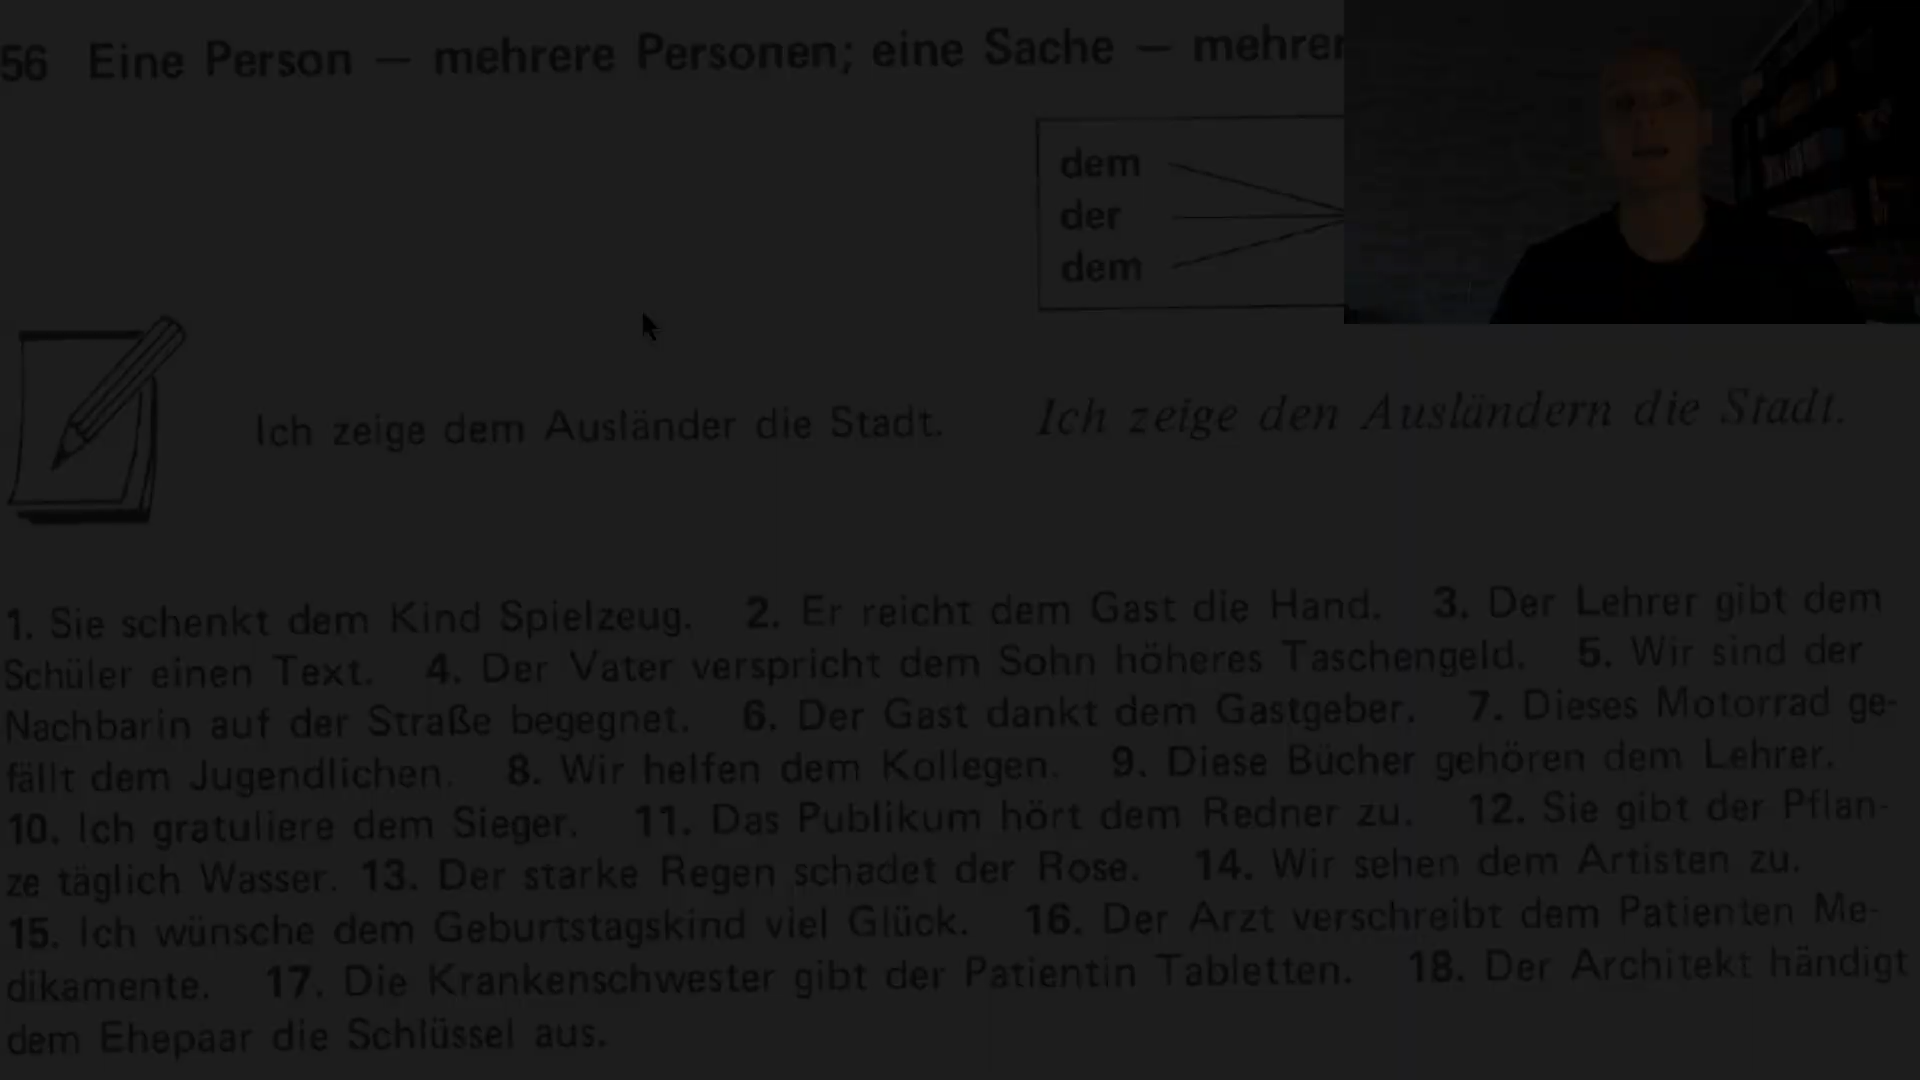 56 Eine Person — mehrere Personen; eine Sache — mehrer
dem
der
dem
Ich zeige dem Ausländer die Stadt. Ich zeige den Ausländern die Stadt.
1. Sie schenkt dem Kind Spielzeug. 2. Er reicht dem Gast die Hand. 3. Der Lehrer gibt dem
Schüler einen Text. 4. Der Vater verspricht dem Sohn höheres Taschengeld. 5. Wir sind der
Nachbarin auf der Straße begegnet. 6. Der Gast dankt dem Gastgeber. 7. Dieses Motorrad ge-
fällt dem Jugendlichen. 8. Wir helfen dem Kollegen. 9. Diese Bücher gehören dem Lehrer.
10. Ich gratuliere dem Sieger. 11. Das Publikum hört dem Redner zu. 12. Sie gibt der Pflan-
ze täglich Wasser. 13. Der starke Regen schadet der Rose. 14. Wir sehen dem Artisten zu.
15. Ich wünsche dem Geburtstagskind viel Glück. 16. Der Arzt verschreibt dem Patienten Me-
dikamente. 17. Die Krankenschwester gibt der Patientin Tabletten. 18. Der Architekt händigt
dem Ehepaar die Schlüssel aus.